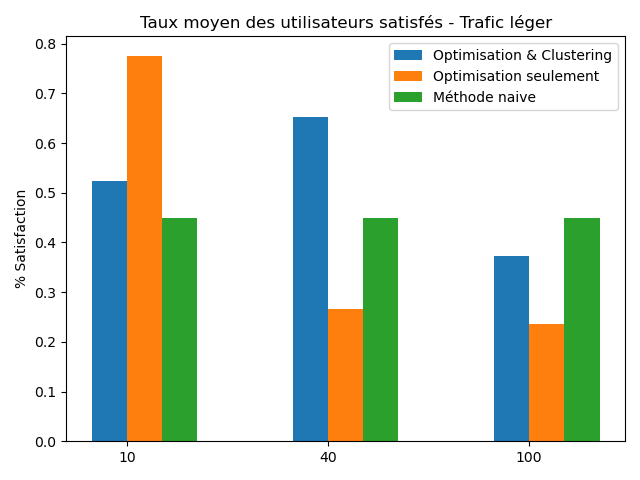 Taux moyen des utilisateurs satisfés - Trafic léger
Optimisation & Clustering
Optimisation seulement
Méthode naive
% Satisfaction
0.8
0.7
0.6
0.5
0.4
0.3
0.2
0.1
0.0
10 40 100